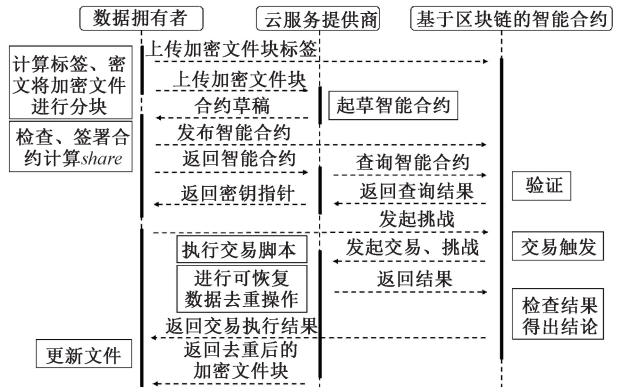 数据拥有者
云服务提供商
基于区块链的智能合约
上传加密文件块标签
计算标签、密
文将加密文件
进行分块
上传加密文件块
合约草稿
起草智能合约
发布智能合约
检查、签署合
约计算share
返回智能合约
查询智能合约
返回密钥指针
返回查询结果
验证
发起挑战
执行交易脚本
发起交易、挑战
交易触发
进行可恢复
数据去重操作
返回结果
检查结果
得出结论
返回交易执行结果
更新文件
返回去重后的
加密文件块